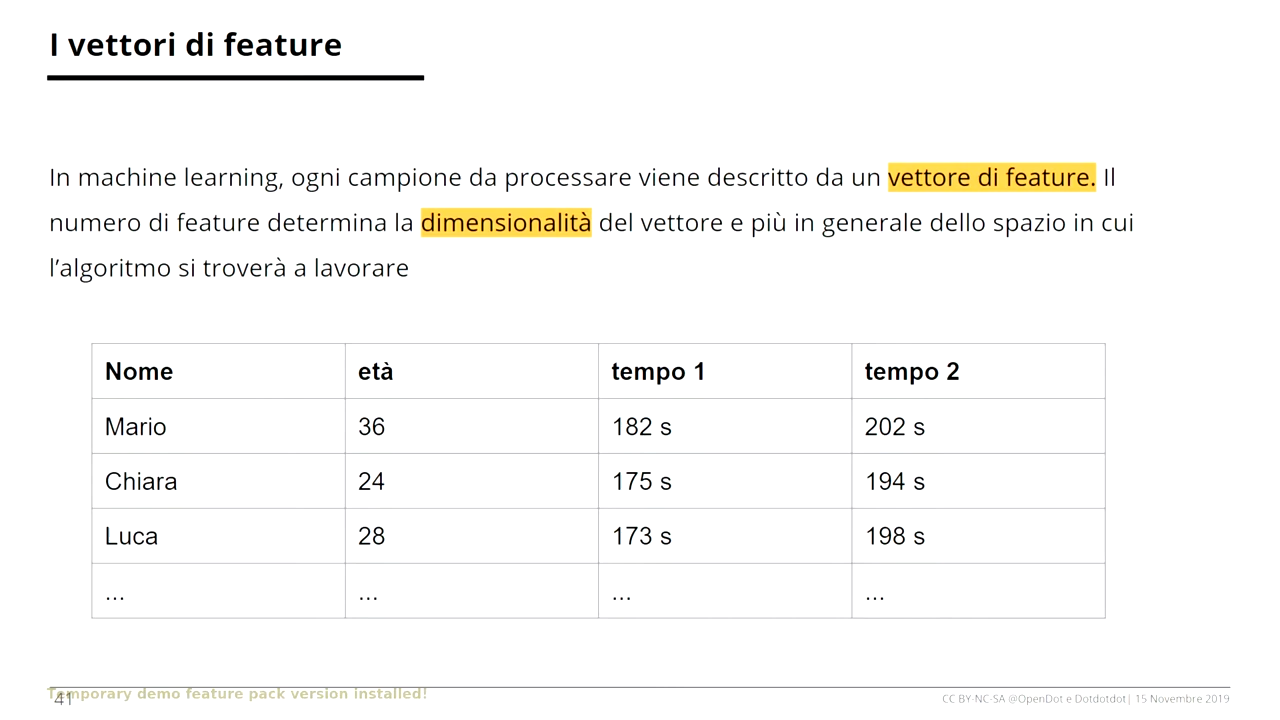 I vettori di feature
In machine learning, ogni campione da processare viene descritto da un vettore di feature. Il
numero di feature determina la dimensionalità del vettore e più in generale dello spazio in cui
l’algoritmo si troverà a lavorare
Nome età tempo 1 tempo 2
Mario 36 182 s 202 s
Chiara 24 175 s 194 s
Luca 28 173 s 198 s
... ... ... ...
Temporary demo feature pack version installed!
41
CC BY-NC-SA @OpenDot e Dotdotdot| 15 Novembre 2019